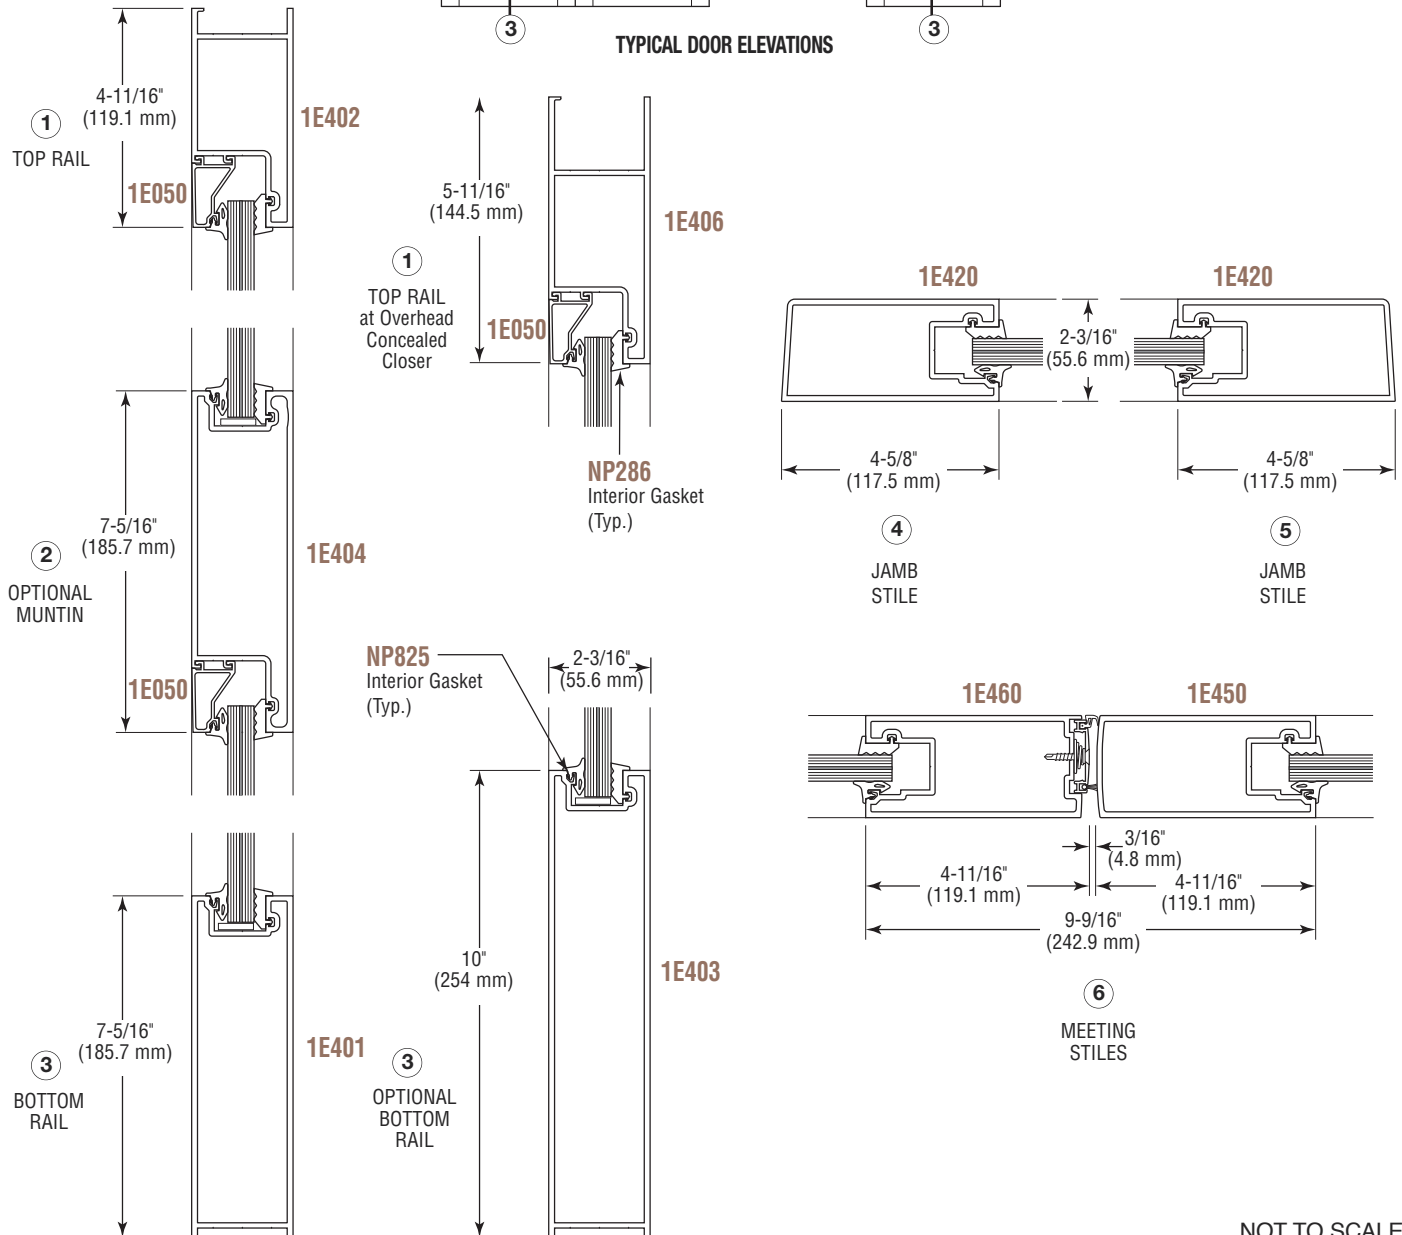 3
3
TYPICAL DOOR ELEVATIONS
4-11/16"
(119.1 mm)
1
TOP RAIL
1E402
1E050
5-11/16"
(144.5 mm)
1
TOP RAIL
at Overhead
Concealed
Closer
1E406
1E050
NP286
Interior Gasket
(Typ.)
1E420
1E420
2-3/16"
(55.6 mm)
4-5/8"
(117.5 mm)
4-5/8"
(117.5 mm)
4
JAMB
STILE
5
JAMB
STILE
7-5/16"
(185.7 mm)
2
OPTIONAL
MUNTIN
1E404
1E050
NP825
Interior Gasket
(Typ.)
2-3/16"
(55.6 mm)
1E460
1E450
3/16"
(4.8 mm)
4-11/16"
(119.1 mm)
4-11/16"
(119.1 mm)
9-9/16"
(242.9 mm)
6
MEETING
STILES
7-5/16"
(185.7 mm)
3
BOTTOM
RAIL
1E401
10"
(254 mm)
3
OPTIONAL
BOTTOM
RAIL
1E403
NOT TO SCALE